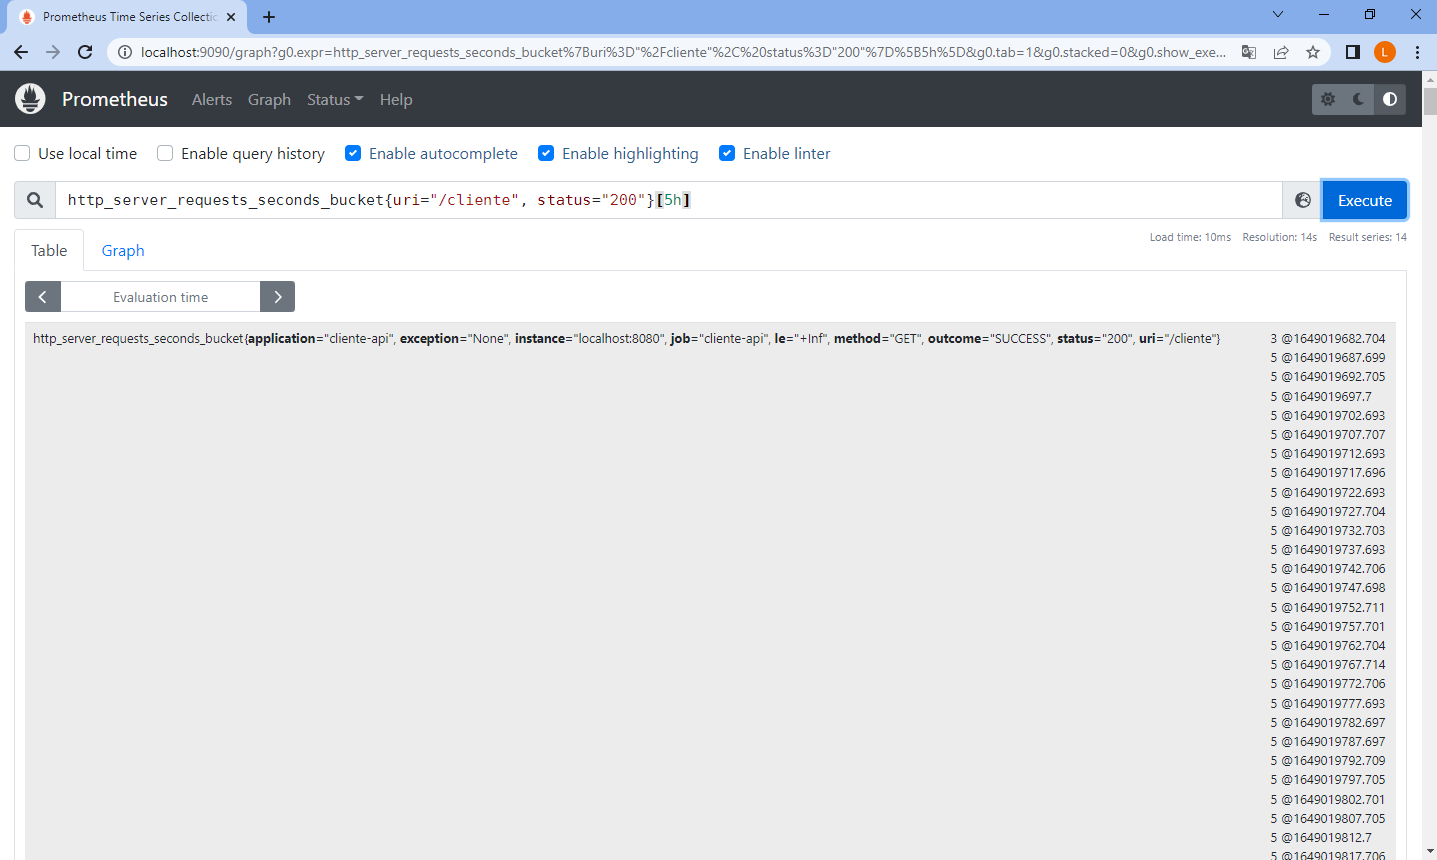 Prometheus Time Series Collectio
localhost:9090/graph?g0.expr=http_server_requests_seconds_bucket%7Buri%3D"%2Fcliente"%2C%20status%3D"200"%7D%5B5h%5D&g0.tab=1&g0.stacked=0&g0.show_exe...
L
Prometheus Alerts Graph Status Help
Use local time Enable query history Enable autocomplete Enable highlighting Enable linter
http_server_requests_seconds_bucket{uri="/cliente", status="200"}[5h]
Execute
Load time: 10ms Resolution: 14s Result series: 14
Table Graph
Evaluation time
http_server_requests_seconds_bucket{application="cliente-api", exception="None", instance="localhost:8080", job="cliente-api", le="+Inf", method="GET", outcome="SUCCESS", status="200", uri="/cliente"} 3 @1649019682.704
5 @1649019687.699
5 @1649019692.705
5 @1649019697.7
5 @1649019702.693
5 @1649019707.707
5 @1649019712.693
5 @1649019717.696
5 @1649019722.693
5 @1649019727.704
5 @1649019732.703
5 @1649019737.693
5 @1649019742.706
5 @1649019747.698
5 @1649019752.711
5 @1649019757.701
5 @1649019762.704
5 @1649019767.714
5 @1649019772.706
5 @1649019777.693
5 @1649019782.697
5 @1649019787.697
5 @1649019792.709
5 @1649019797.705
5 @1649019802.701
5 @1649019807.705
5 @1649019812.7
5 @1649019817.706